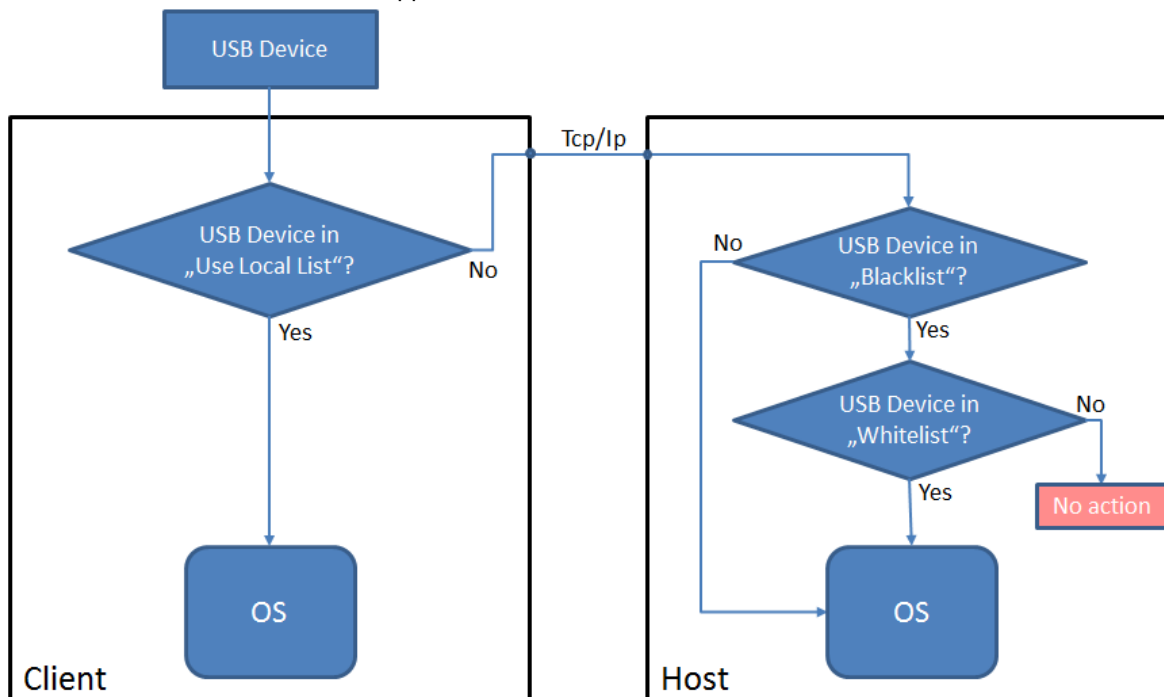 USB Device
Tcp/Ip
USB Device in
„Use Local List“?
No
Yes
No
USB Device in
„Blacklist“?
Yes
USB Device in
„Whitelist“?
No
Yes
No action
OS
OS
Client
Host